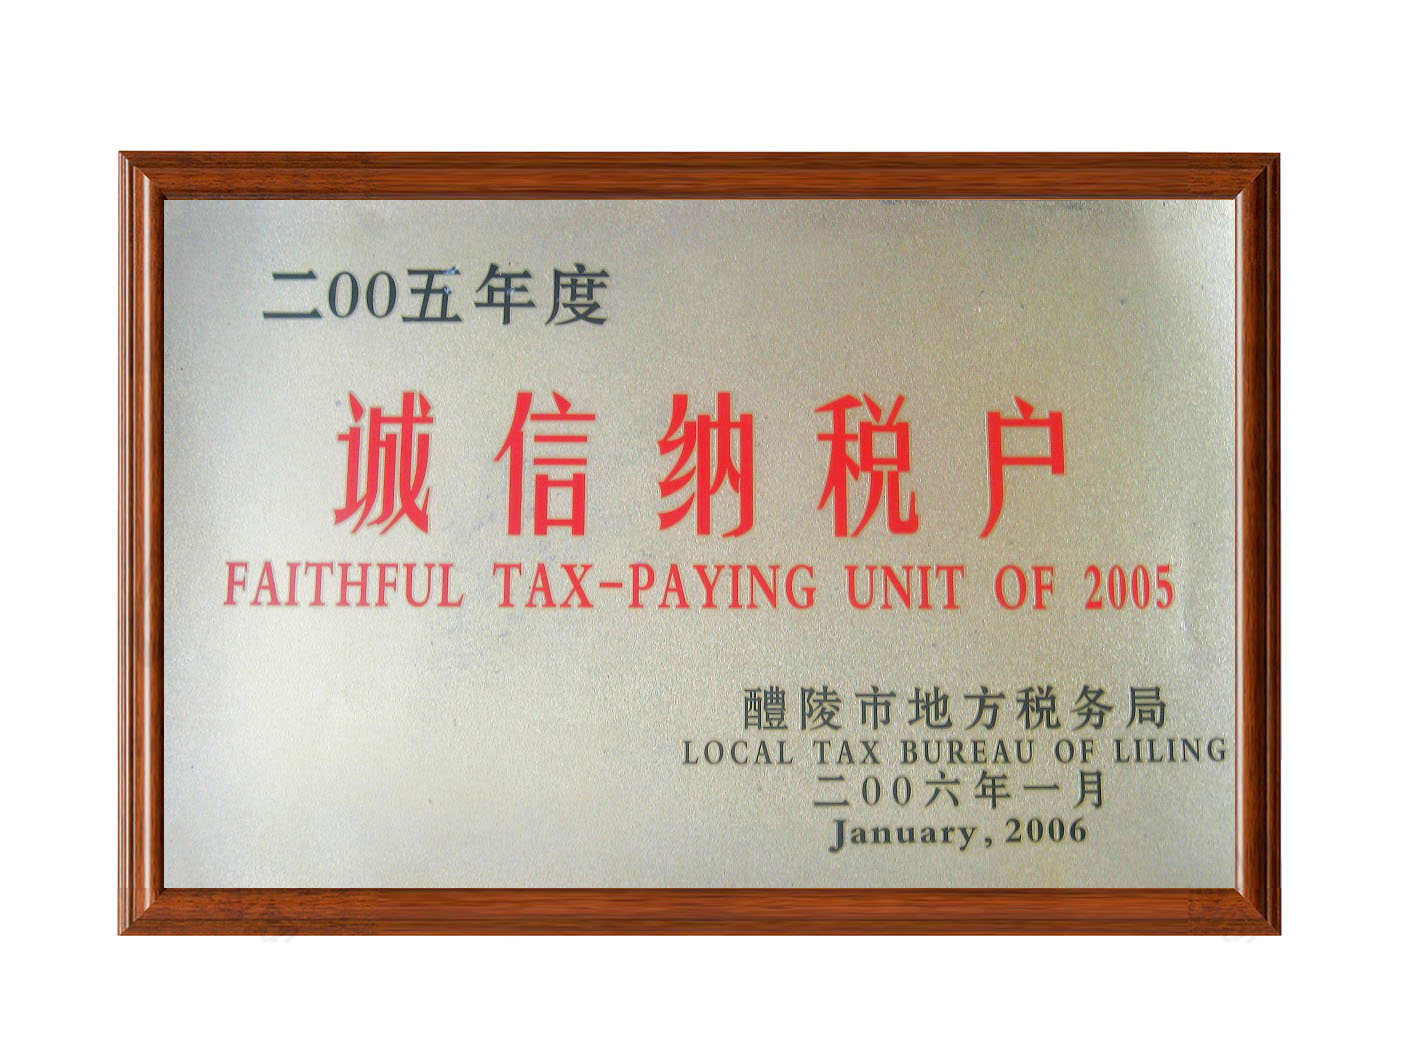 二00五年度
诚信纳税户
FAITHFUL TAX-PAYING UNIT OF 2005
醴陵市地方税务局
LOCAL TAX BUREAU OF LILING
二00六年一月
January, 2006